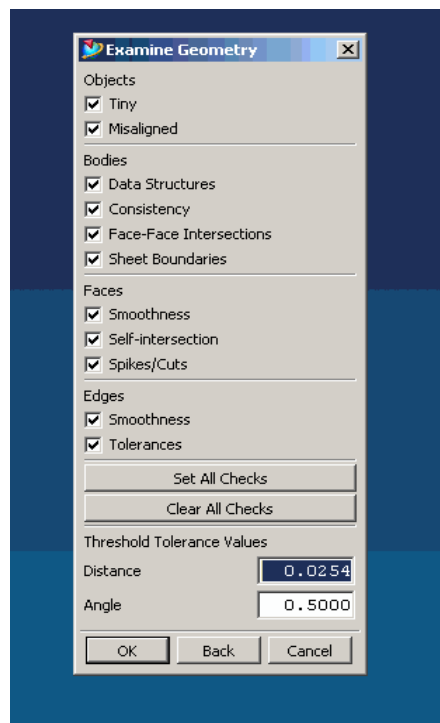 Examine Geometry
Objects
Tiny
Misaligned
Bodies
Data Structures
Consistency
Face-Face Intersections
Sheet Boundaries
Faces
Smoothness
Self-intersection
Spikes/Cuts
Edges
Smoothness
Tolerances
Set All Checks
Clear All Checks
Threshold Tolerance Values
Distance 0.0254
Angle 0.5000
OK Back Cancel